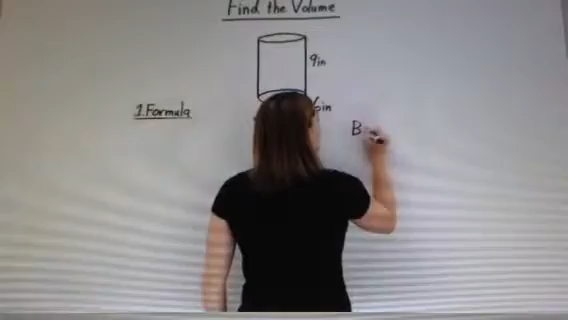 Find the Volume
9in
6in
1.Formula
B